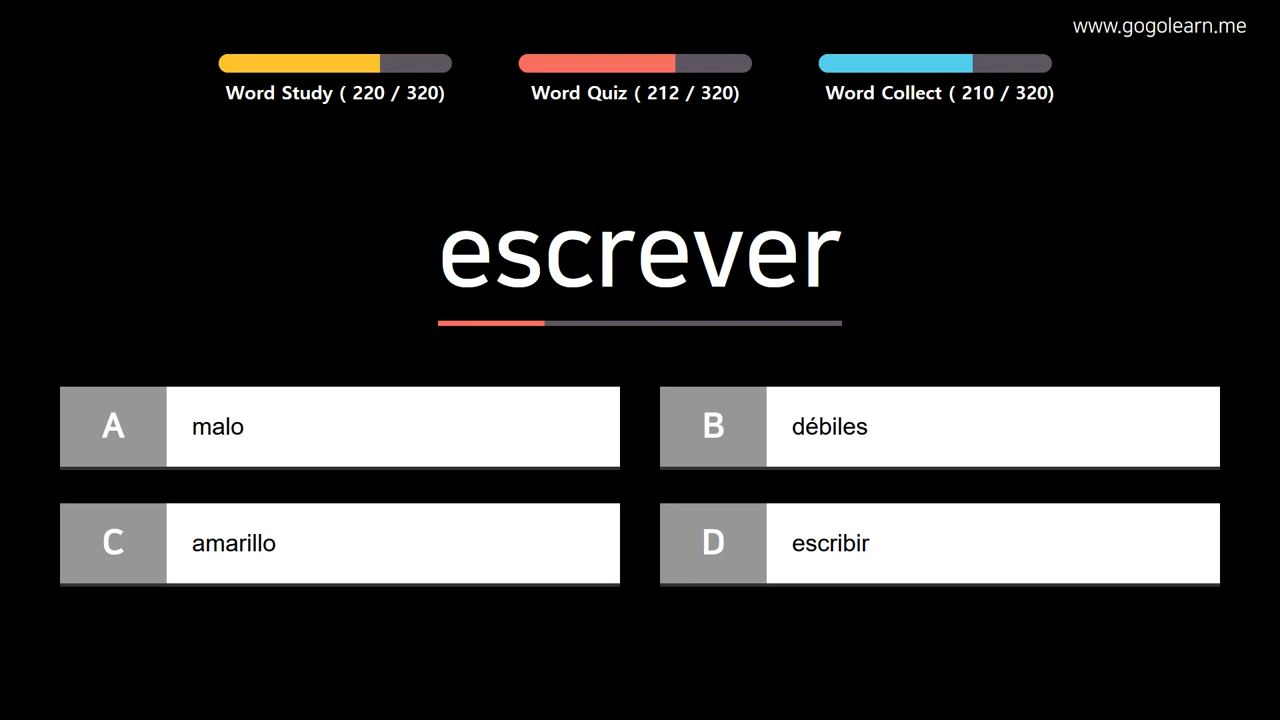 www.gogolearn.me
Word Study ( 220 / 320)
Word Quiz ( 212 / 320)
Word Collect ( 210 / 320)
escrever
A malo
B débiles
C amarillo
D escribir